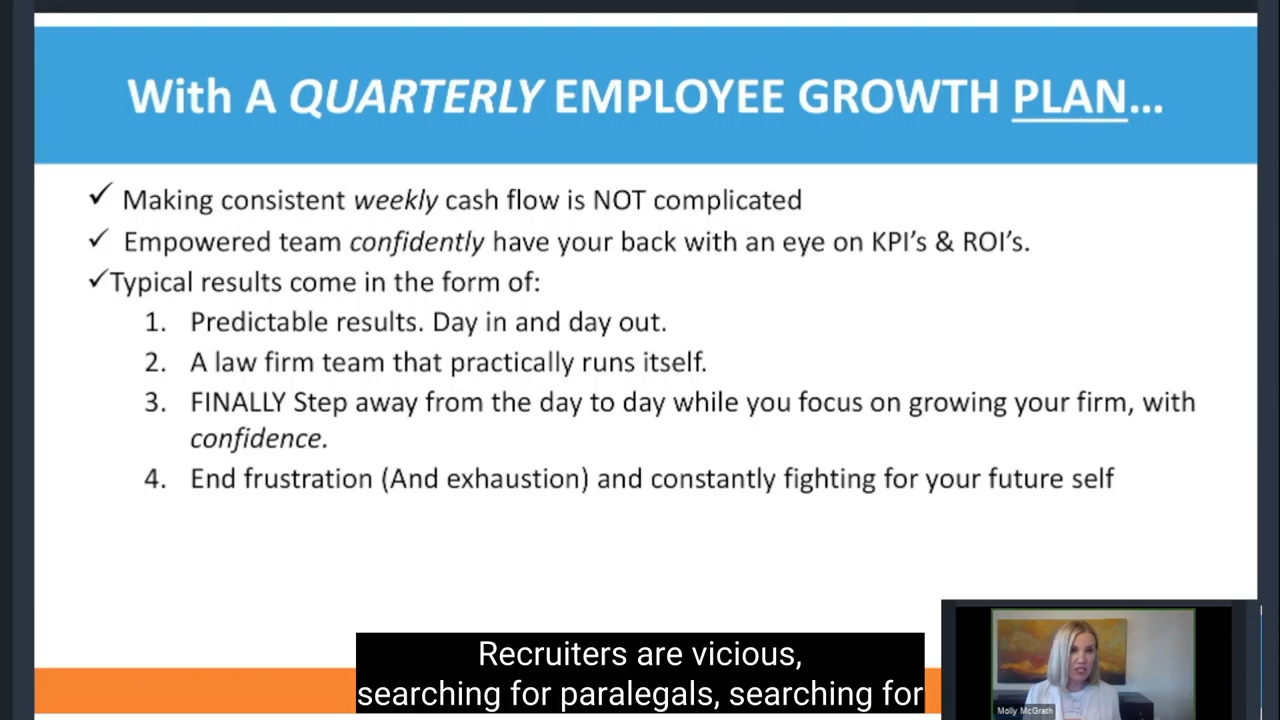 With A QUARTERLY EMPLOYEE GROWTH PLAN...
✓ Making consistent weekly cash flow is NOT complicated
✓ Empowered team confidently have your back with an eye on KPI’s & ROI’s.
✓Typical results come in the form of:
1. Predictable results. Day in and day out.
2. A law firm team that practically runs itself.
3. FINALLY Step away from the day to day while you focus on growing your firm, with
confidence.
4. End frustration (And exhaustion) and constantly fighting for your future self
Recruiters are vicious,
searching for paralegals, searching for
Molly McGrath